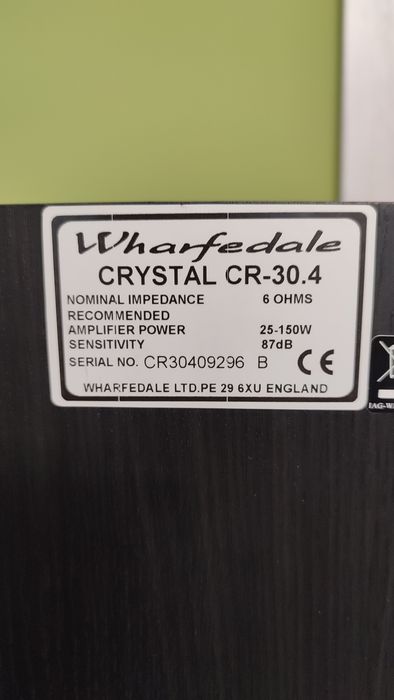 Wharfedale
CRYSTAL CR-30.4
NOMINAL IMPEDANCE 6 OHMS
RECOMMENDED
AMPLIFIER POWER 25-150W
SENSITIVITY 87dB
SERIAL NO. CR30409296 B CE
WHARFEDALE LTD.PE 29 6XU ENGLAND